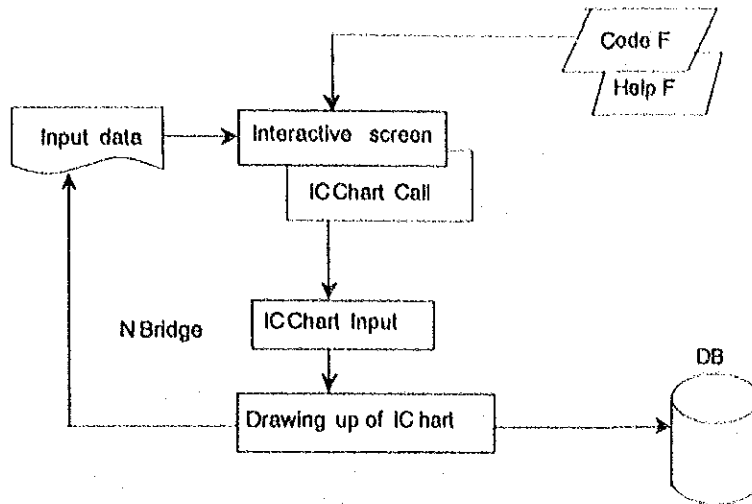 Code F
Help F
Input data
Interactive screen
IC Chart Call
N Bridge
IC Chart Input
DB
Drawing up of IC hart